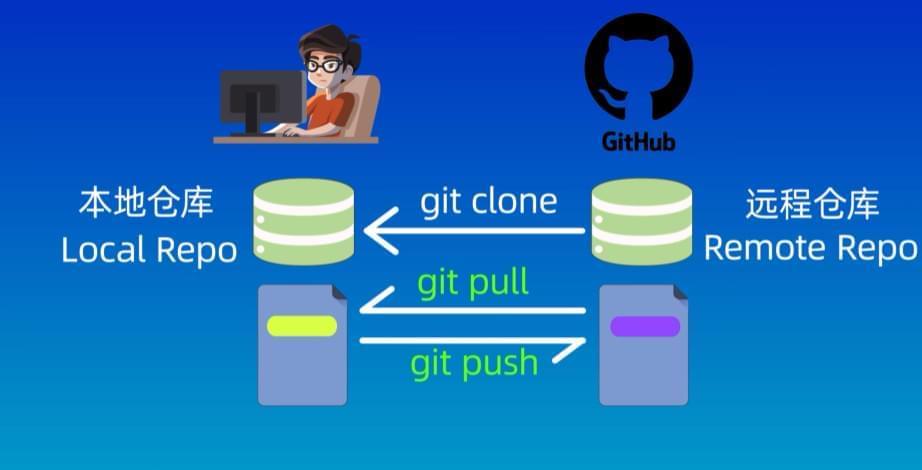 GitHub
本地仓库
Local Repo
git clone
远程仓库
Remote Repo
git pull
git push